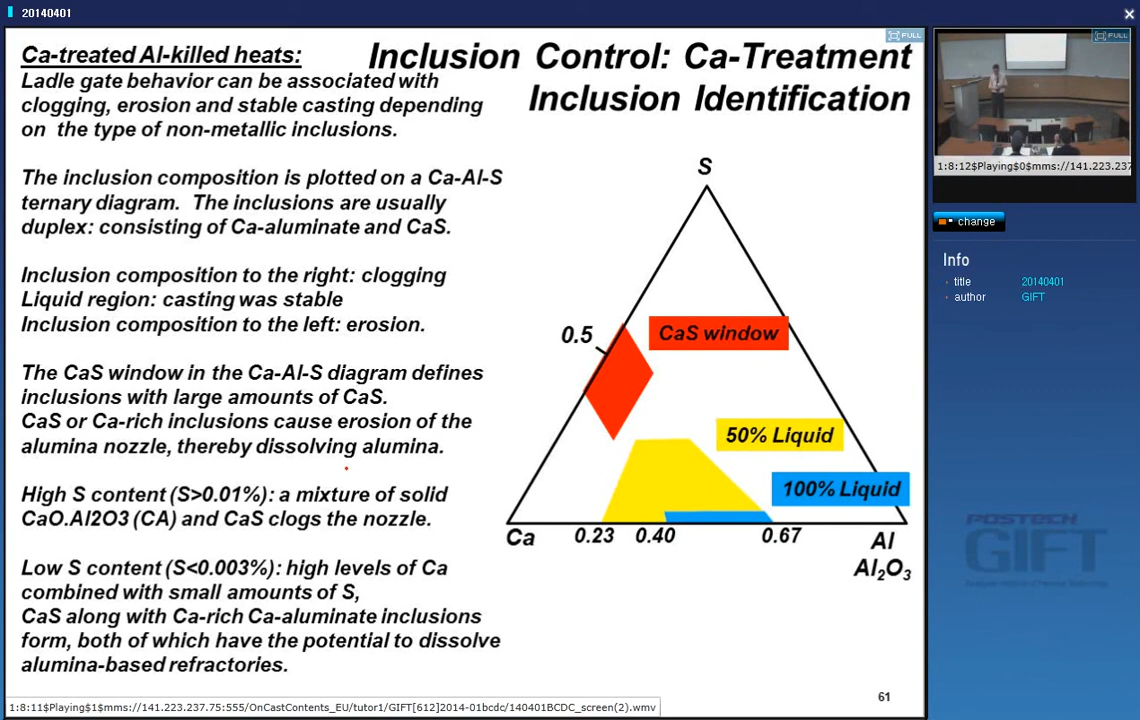 20140401
FULL
Inclusion Control: Ca-Treatment
Inclusion Identification
Ca-treated Al-killed heats:
Ladle gate behavior can be associated with
clogging, erosion and stable casting depending
on the type of non-metallic inclusions.
The inclusion composition is plotted on a Ca-Al-S
ternary diagram. The inclusions are usually
duplex: consisting of Ca-aluminate and CaS.
Inclusion composition to the right: clogging
Liquid region: casting was stable
Inclusion composition to the left: erosion.
The CaS window in the Ca-Al-S diagram defines
inclusions with large amounts of CaS.
CaS or Ca-rich inclusions cause erosion of the
alumina nozzle, thereby dissolving alumina.
High S content (S>0.01%): a mixture of solid
CaO.Al2O3 (CA) and CaS clogs the nozzle.
Low S content (S<0.003%): high levels of Ca
combined with small amounts of S,
CaS along with Ca-rich Ca-aluminate inclusions
form, both of which have the potential to dissolve
alumina-based refractories.
S
0.5
CaS window
50% Liquid
100% Liquid
Ca
0.23
0.40
0.67
Al
Al₂O₃
61
1:8:11$Playing$1$mms://141.223.237.75:555/OnCastContents_EU/tutor1/GIFT[612]2014-01bcdc/140401BCDC_screen(2).wmv
FULL
1:8:12$Playing$0$mms://141.223.237
change
Info
title 20140401
author GIFT
POSTECH
GIFT